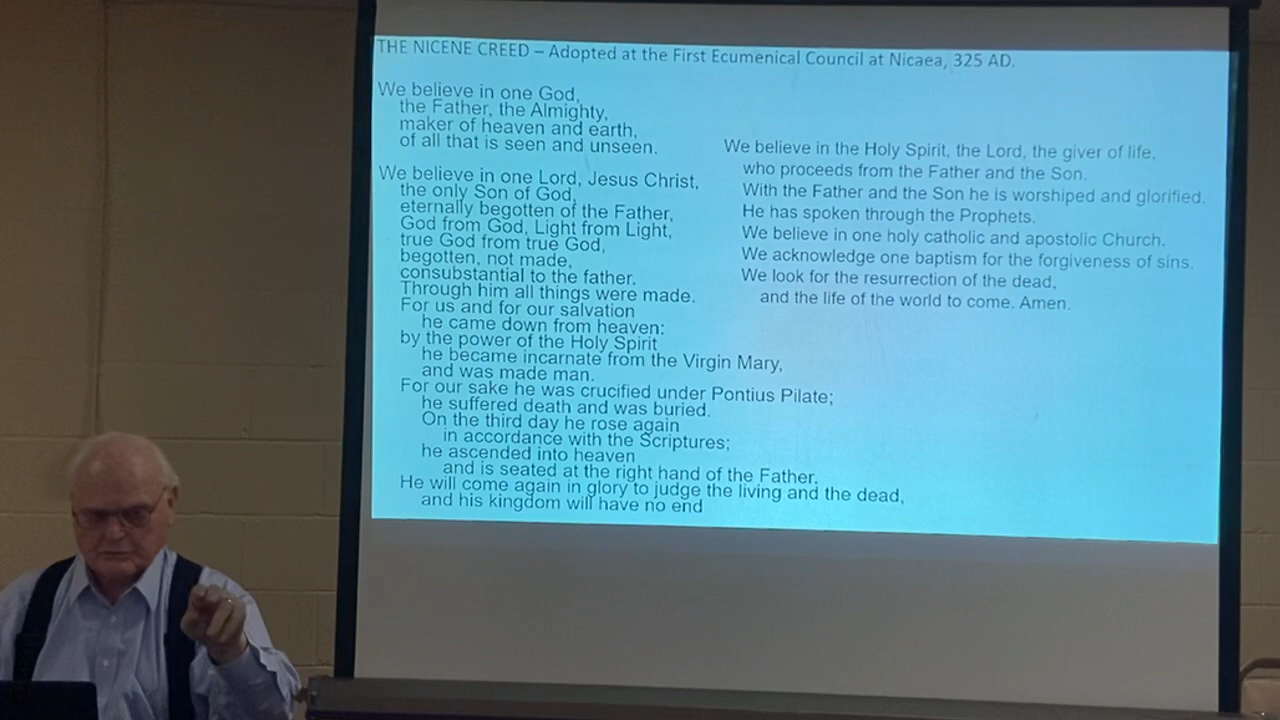 THE NICENE CREED – Adopted at the First Ecumenical Council at Nicaea, 325 AD.
We believe in one God,
the Father, the Almighty,
maker of heaven and earth,
of all that is seen and unseen.
We believe in one Lord, Jesus Christ,
the only Son of God,
eternally begotten of the Father,
God from God, Light from Light,
true God from true God,
begotten, not made,
consubstantial to the father.
Through him all things were made.
For us and for our salvation
he came down from heaven:
by the power of the Holy Spirit
he became incarnate from the Virgin Mary,
and was made man.
For our sake he was crucified under Pontius Pilate;
he suffered death and was buried.
On the third day he rose again
in accordance with the Scriptures;
he ascended into heaven
and is seated at the right hand of the Father.
He will come again in glory to judge the living and the dead,
and his kingdom will have no end
We believe in the Holy Spirit, the Lord, the giver of life,
who proceeds from the Father and the Son.
With the Father and the Son he is worshiped and glorified.
He has spoken through the Prophets.
We believe in one holy catholic and apostolic Church.
We acknowledge one baptism for the forgiveness of sins.
We look for the resurrection of the dead,
and the life of the world to come. Amen.